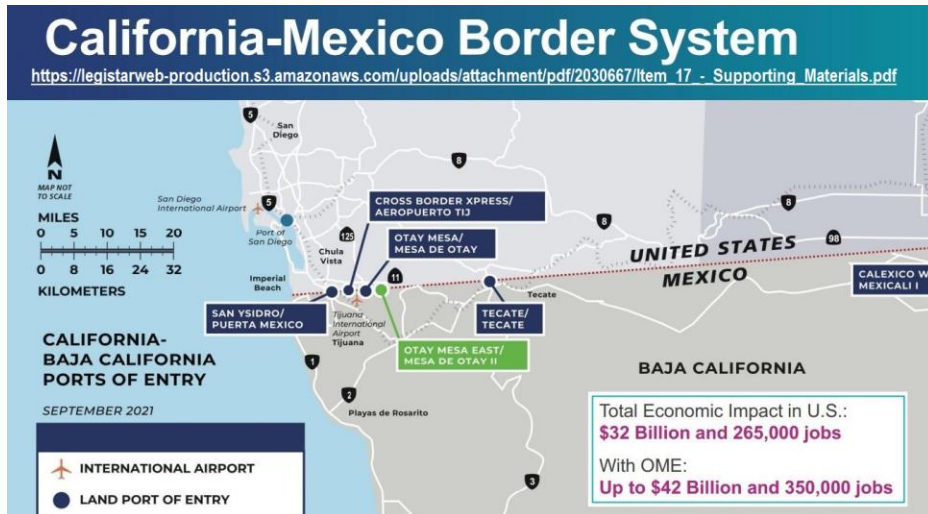 California-Mexico Border System
https://legistarweb-production.s3.amazonaws.com/uploads/attachment/pdf/2030667/Item_17_-_Supporting_Materials.pdf
5
San
Diego
8
N
MAP NOT
TO SCALE
San Diego
International Airport
5
CROSS BORDER XPRESS/
AEROPUERTO TIJ
8
8
MILES
0 5 10 15 20
0 8 16 24 32
KILOMETERS
Port of
San Diego
125
Chula
Vista
OTAY MESA/
MESA DE OTAY
98
UNITED STATES
MEXICO
Imperial
Beach
11
CALEXICO W
MEXICALI I
SAN YSIDRO/
PUERTA MEXICO
Tijuana
International
Airport
Tijuana
TECATE/
TECATE
Tecate
CALIFORNIA-
BAJA CALIFORNIA
PORTS OF ENTRY
OTAY MESA EAST/
MESA DE OTAY II
1
BAJA CALIFORNIA
SEPTEMBER 2021
2
Playas de Rosarito
Total Economic Impact in U.S.:
$32 Billion and 265,000 jobs
With OME:
Up to $42 Billion and 350,000 jobs
INTERNATIONAL AIRPORT
LAND PORT OF ENTRY
3